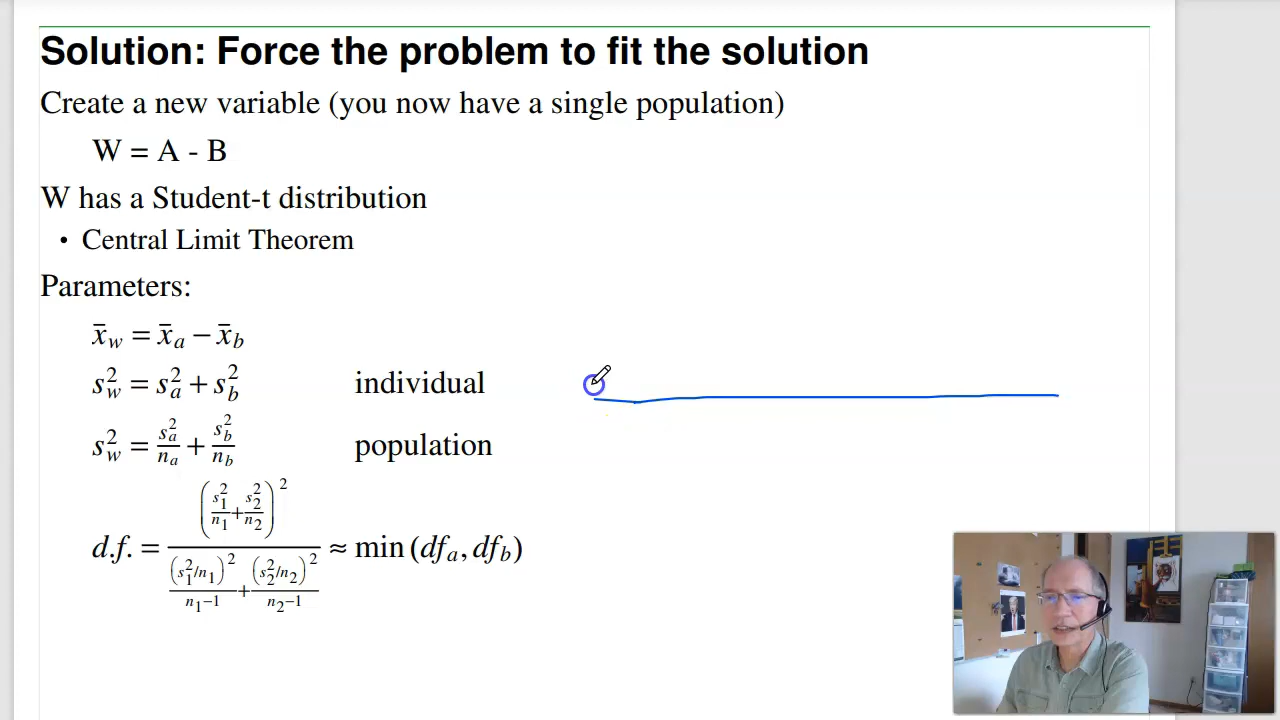 Solution: Force the problem to fit the solution
Create a new variable (you now have a single population)
W = A - B
W has a Student-t distribution
• Central Limit Theorem
Parameters:
x̄_w = x̄_a − x̄_b
s_w^2 = s_a^2 + s_b^2 individual
s_w^2 = s_a^2/n_a + s_b^2/n_b population
d.f. = (s_1^2/n_1 + s_2^2/n_2)^2 / ((s_1^2/n_1)^2/(n_1−1) + (s_2^2/n_2)^2/(n_2−1)) ≈ min (df_a, df_b)